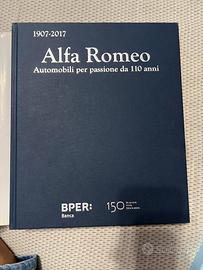 1907-2017
Alfa Romeo
Automobili per passione da 110 anni
BPER:
Banca
150